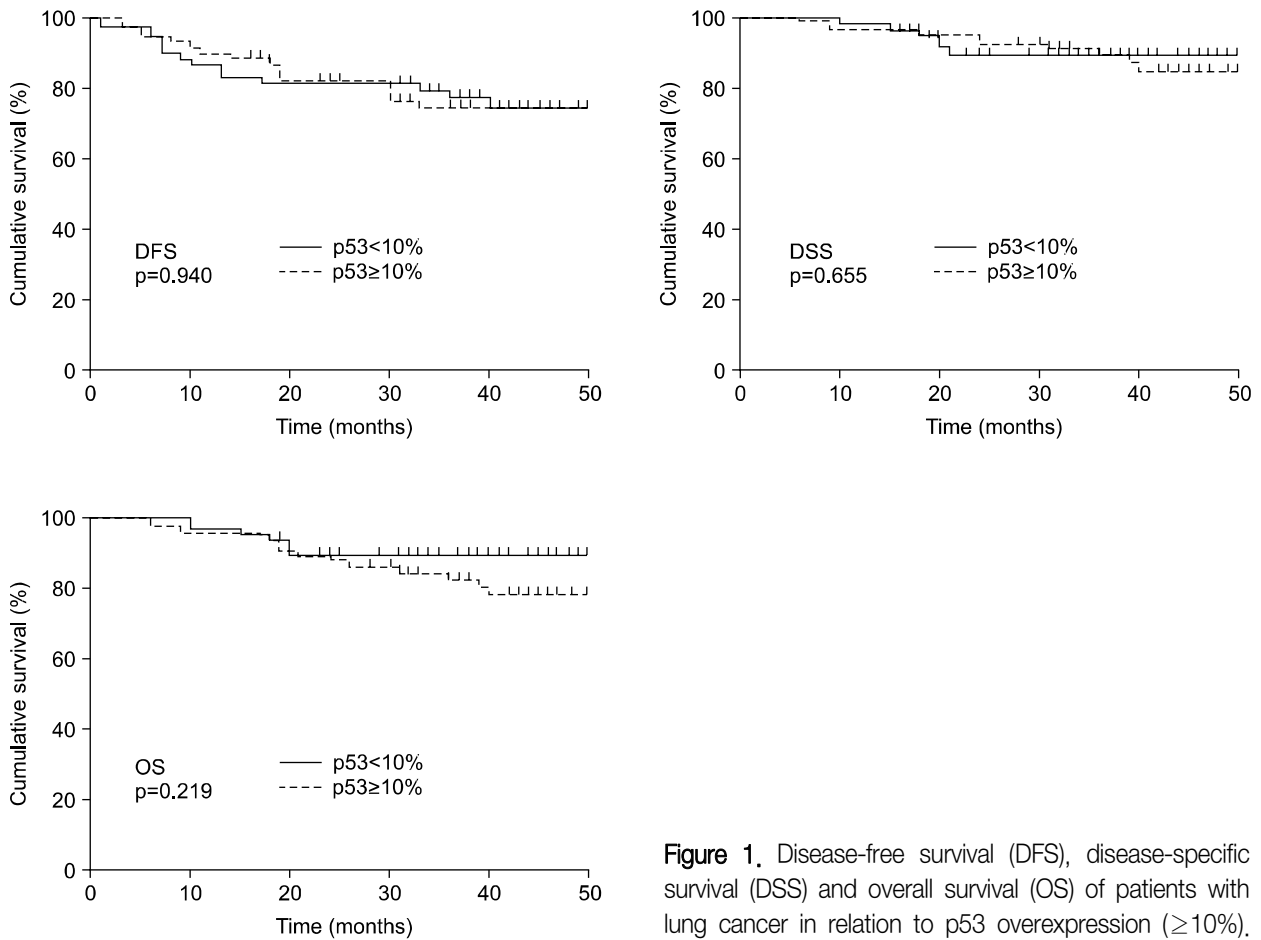 100
80
60
40
20
0
Cumulative survival (%)
DFS
p=0.940
p53<10%
p53≥10%
0 10 20 30 40 50
Time (months)
100
80
60
40
20
0
Cumulative survival (%)
DSS
p=0.655
p53<10%
p53≥10%
0 10 20 30 40 50
Time (months)
100
80
60
40
20
0
Cumulative survival (%)
OS
p=0.219
p53<10%
p53≥10%
0 10 20 30 40 50
Time (months)
Figure 1. Disease-free survival (DFS), disease-specific
survival (DSS) and overall survival (OS) of patients with
lung cancer in relation to p53 overexpression (≥10%).